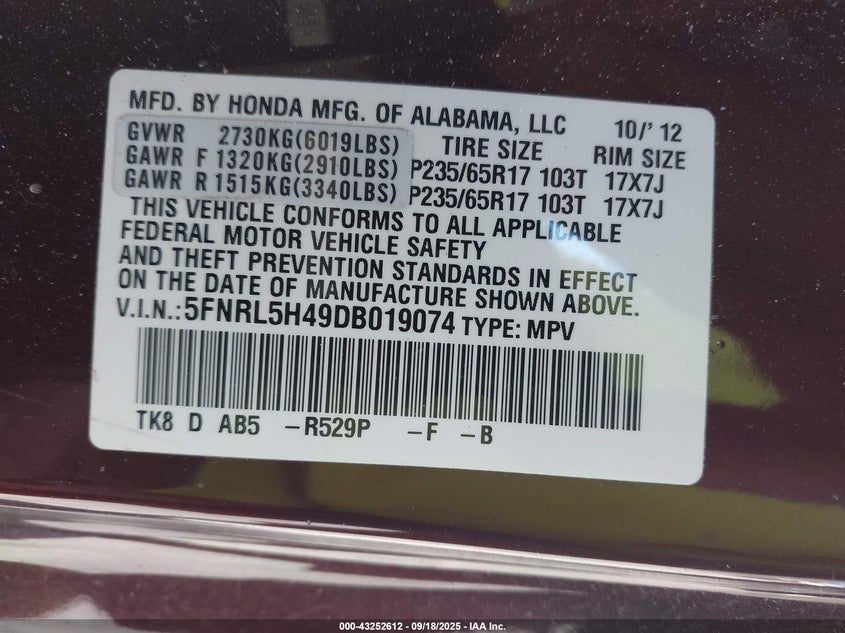 MFD. BY HONDA MFG. OF ALABAMA, LLC 10/' 12
GVWR 2730KG(6019LBS) TIRE SIZE RIM SIZE
GAWR F 1320KG(2910LBS) P235/65R17 103T 17X7J
GAWR R 1515KG(3340LBS) P235/65R17 103T 17X7J
THIS VEHICLE CONFORMS TO ALL APPLICABLE
FEDERAL MOTOR VEHICLE SAFETY
AND THEFT PREVENTION STANDARDS IN EFFECT
ON THE DATE OF MANUFACTURE SHOWN ABOVE.
V.I.N.:5FNRL5H49DB019074 TYPE: MPV
TK8 D AB5 -R529P -F -B
000-43252612 - 09/18/2025 - IAA Inc.